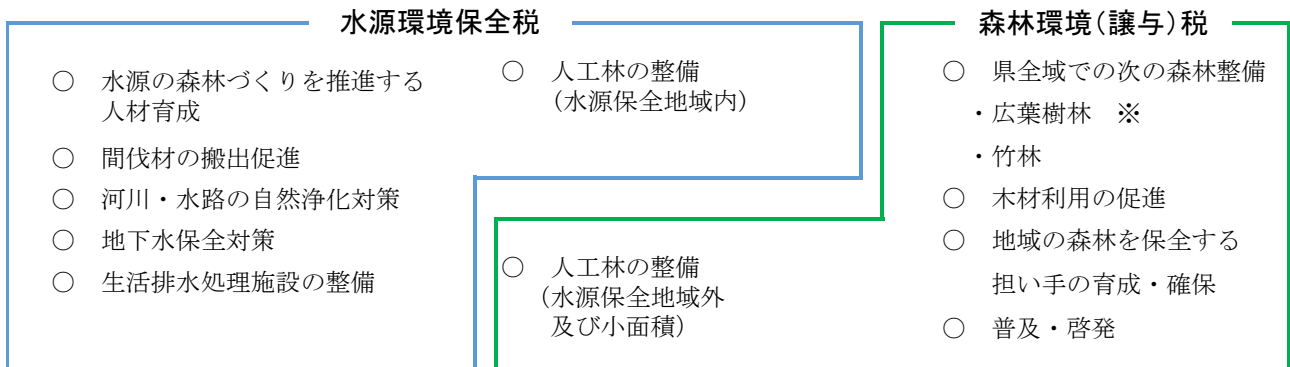 水源環境保全税
○ 水源の森林づくりを推進する
人材育成
○ 間伐材の搬出促進
○ 河川・水路の自然浄化対策
○ 地下水保全対策
○ 生活排水処理施設の整備
○ 人工林の整備
(水源保全地域内)
○ 人工林の整備
(水源保全地域外
及び小面積)
森林環境(譲与)税
○ 県全域での次の森林整備
・広葉樹林 ※
・竹林
○ 木材利用の促進
○ 地域の森林を保全する
担い手の育成・確保
○ 普及・啓発